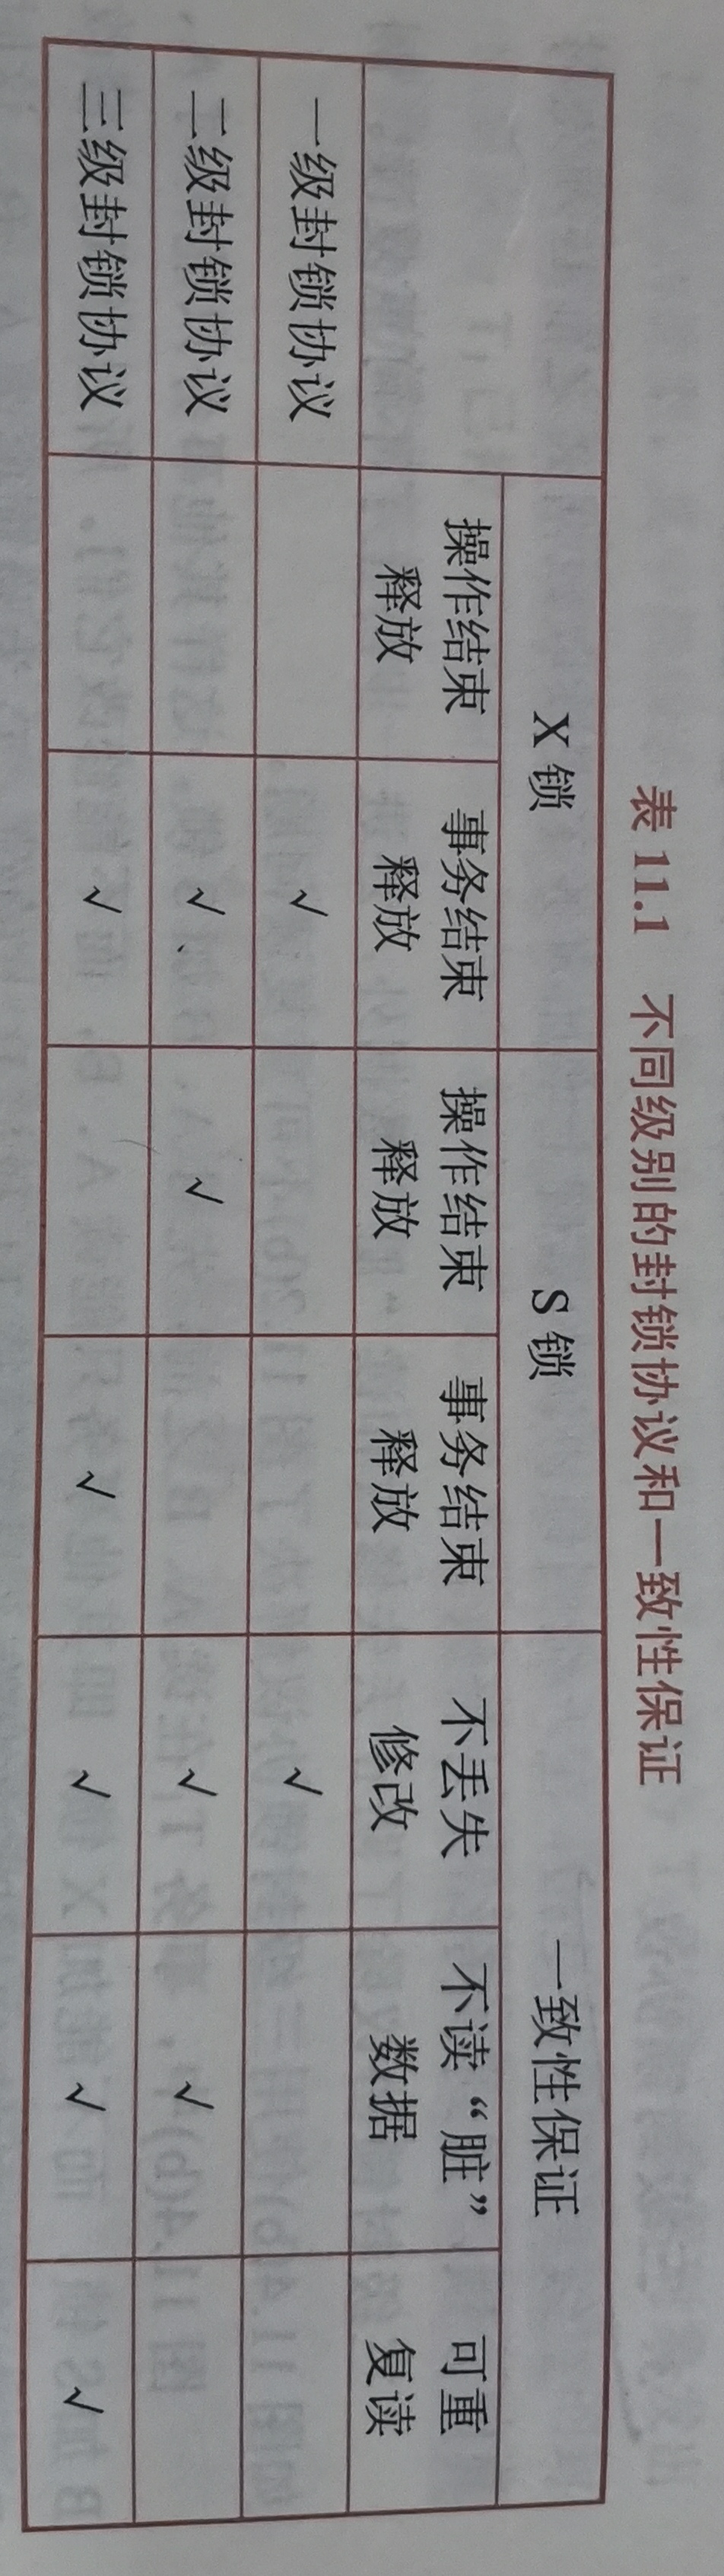 表 11.1 不同级别的封锁协议和一致性保证
X 锁 S 锁 一致性保证
操作结束 事务结束 操作结束 事务结束 不丢失 不读“脏” 可重
释放 释放 释放 释放 修改 数据 复读
一级封锁协议 √ √
二级封锁协议 √ √ √ √
三级封锁协议 √ √ √ √ √